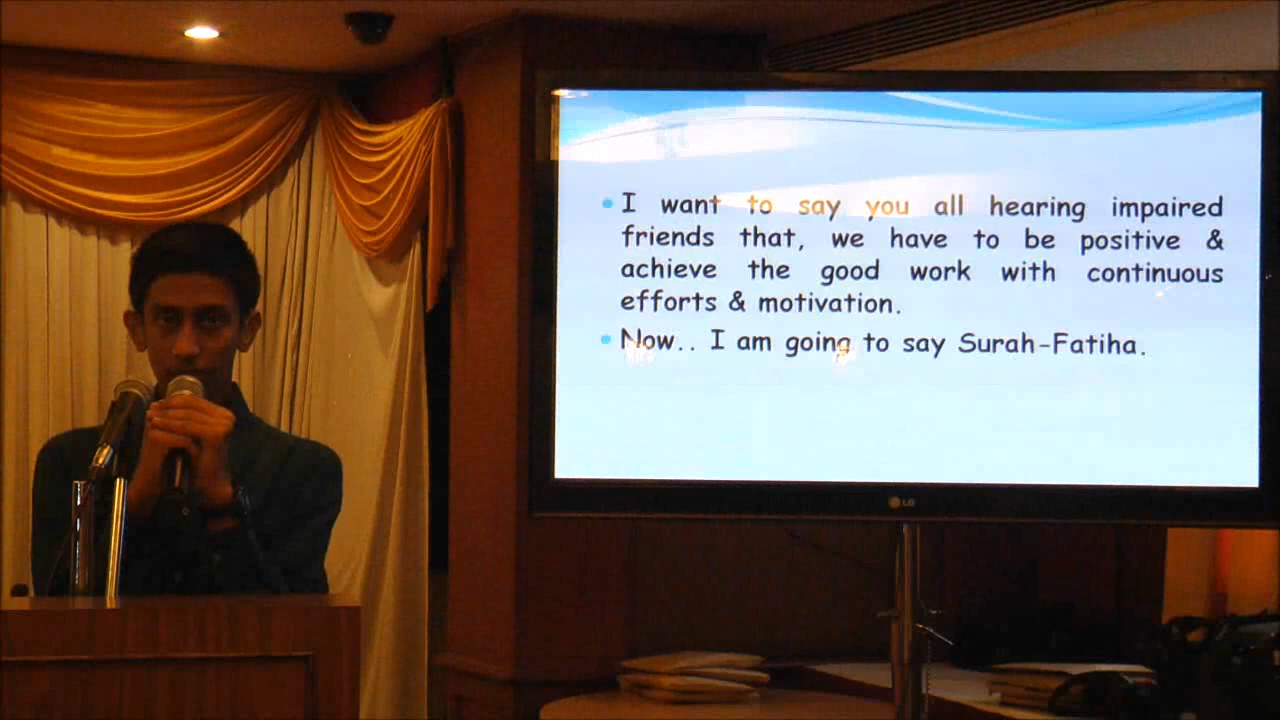 I want to say you all hearing impaired
friends that, we have to be positive &
achieve the good work with continuous
efforts & motivation.
Now.. I am going to say Surah-Fatiha.
LG